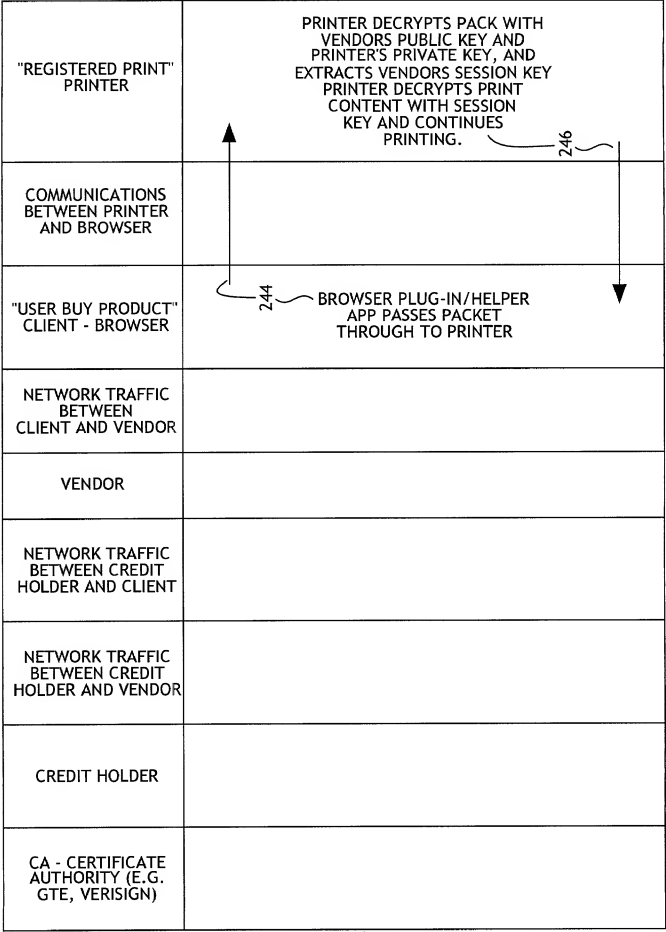 "REGISTERED PRINT"
PRINTER
PRINTER DECRYPTS PACK WITH
VENDORS PUBLIC KEY AND
PRINTER'S PRIVATE KEY, AND
EXTRACTS VENDORS SESSION KEY
PRINTER DECRYPTS PRINT
CONTENT WITH SESSION
KEY AND CONTINUES
PRINTING.
246
COMMUNICATIONS
BETWEEN PRINTER
AND BROWSER
"USER BUY PRODUCT"
CLIENT - BROWSER
244
BROWSER PLUG-IN/HELPER
APP PASSES PACKET
THROUGH TO PRINTER
NETWORK TRAFFIC
BETWEEN
CLIENT AND VENDOR
VENDOR
NETWORK TRAFFIC
BETWEEN CREDIT
HOLDER AND CLIENT
NETWORK TRAFFIC
BETWEEN CREDIT
HOLDER AND VENDOR
CREDIT HOLDER
CA - CERTIFICATE
AUTHORITY (E.G.
GTE, VERISIGN)